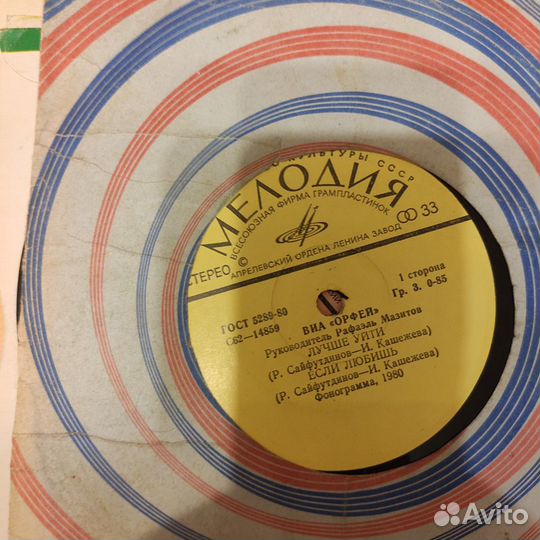 КУЛЬТУРЫ СССР
МЕЛОДИЯ
ВСЕСОЮЗНАЯ ФИРМА ГРАМПЛАСТИНОК
АПРЕЛЕВСКИЙ ОРДЕНА ЛЕНИНА ЗАВОД
СТЕРЕО
33
ГОСТ 5289-80
С62—14859
1 сторона
Гр. 3. 0-85
ВИА «ОРФЕЙ»
Руководитель Рафаэль Мазитов
ЛУЧШЕ УЙТИ
(Р. Сайфутдинов—И. Кашежева)
ЕСЛИ ЛЮБИШЬ
(Р. Сайфутдинов—И. Кашежева)
Фонограмма, 1980
Avito